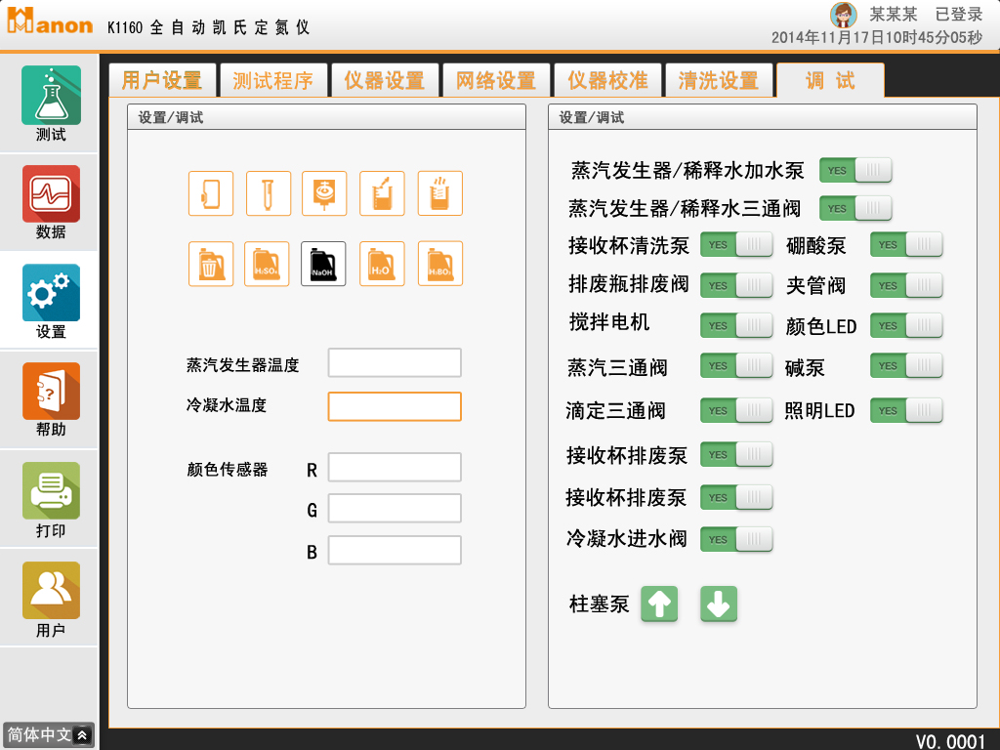 Hanon K1160 全自动凯氏定氮仪
某某某 已登录
2014年11月17日10时45分05秒
用户设置 测试程序 仪器设置 网络设置 仪器校准 清洗设置 调 试
测试
数据
设置
帮助
打印
用户
简体中文
设置/调试
H₂SO₄ NaOH H₂O H₃BO₃
蒸汽发生器温度
冷凝水温度
颜色传感器 R
G
B
设置/调试
蒸汽发生器/稀释水加水泵 YES
蒸汽发生器/稀释水三通阀 YES
接收杯清洗泵 YES 硼酸泵 YES
排废瓶排废阀 YES 夹管阀 YES
搅拌电机 YES 颜色LED YES
蒸汽三通阀 YES 碱泵 YES
滴定三通阀 YES 照明LED YES
接收杯排废泵 YES
接收杯排废泵 YES
冷凝水进水阀 YES
柱塞泵
V0.0001